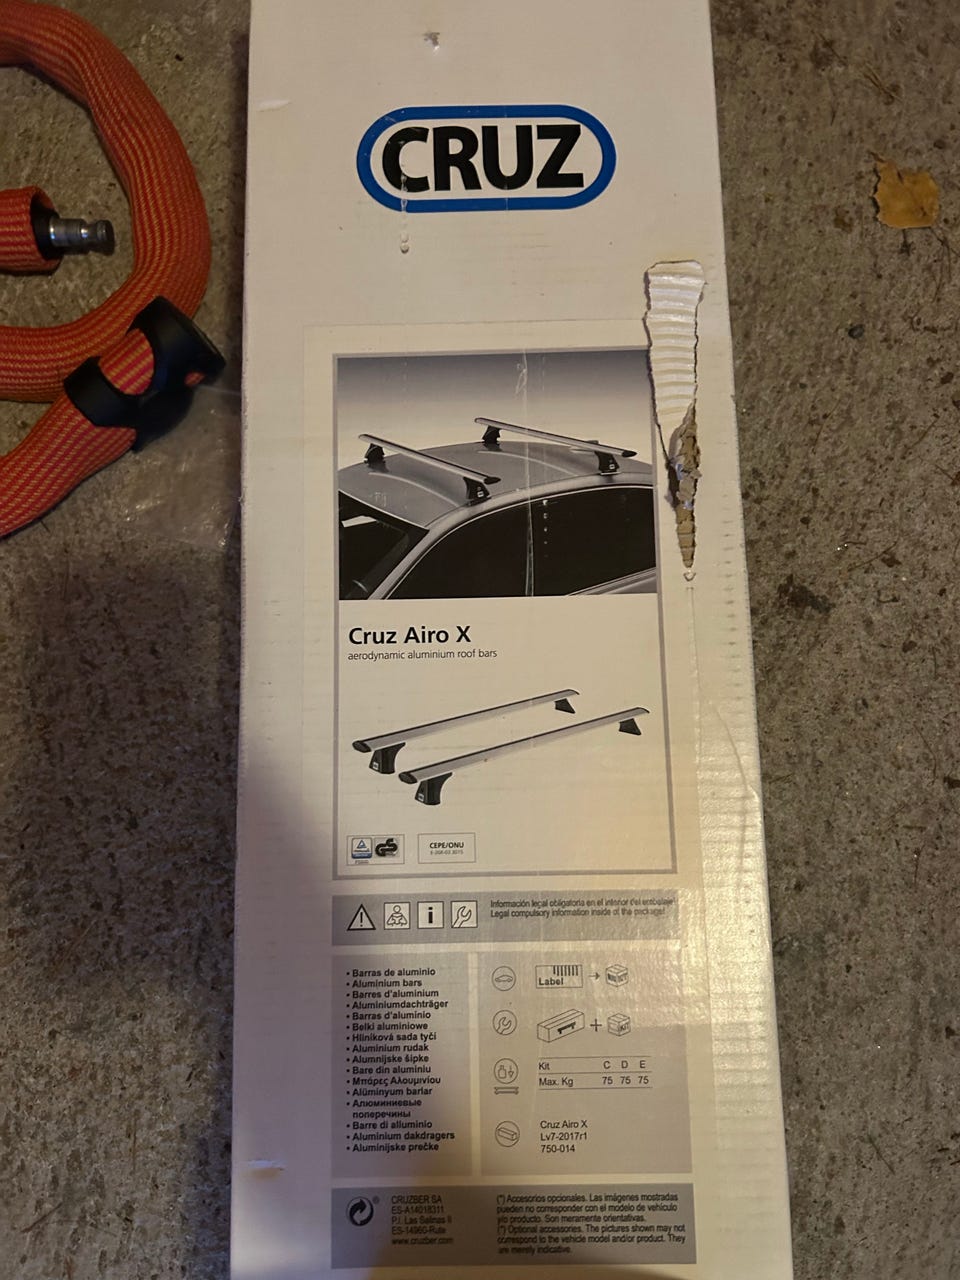 CRUZ
Cruz Airo X
aerodynamic aluminium roof bars
CEPE/ONU
Información legal obligatoria en el interior del embalaje!
Legal compulsory information inside of the package!
• Barras de aluminio
• Aluminium bars
• Barres d'aluminium
• Aluminiumdachträger
• Barras d'alumínio
• Belki aluminiowe
• Hliníková sada tyčí
• Aluminium rudak
• Alumnijske šipke
• Bare din aluminiu
• Μπάρες Αλουμινίου
• Alüminyum barlar
• Алюминиевые
поперечины
• Barre di alluminio
• Aluminium dakdragers
• Aluminijske prečke
Label
KIT
Kit C D E
Max. Kg 75 75 75
Cruz Airo X
Lv7-2017r1
750-014
®
CRUZBER SA
ES-A14018311
P.I. Las Salinas II
ES-14960-Rute
www.cruzber.com
(*) Accesorios opcionales. Las imágenes mostradas
pueden no corresponder con el modelo de vehículo
y/o producto. Son meramente orientativas.
(*) Optional accessories. The pictures shown may not
correspond to the vehicle model and/or product. They
are merely indicative.